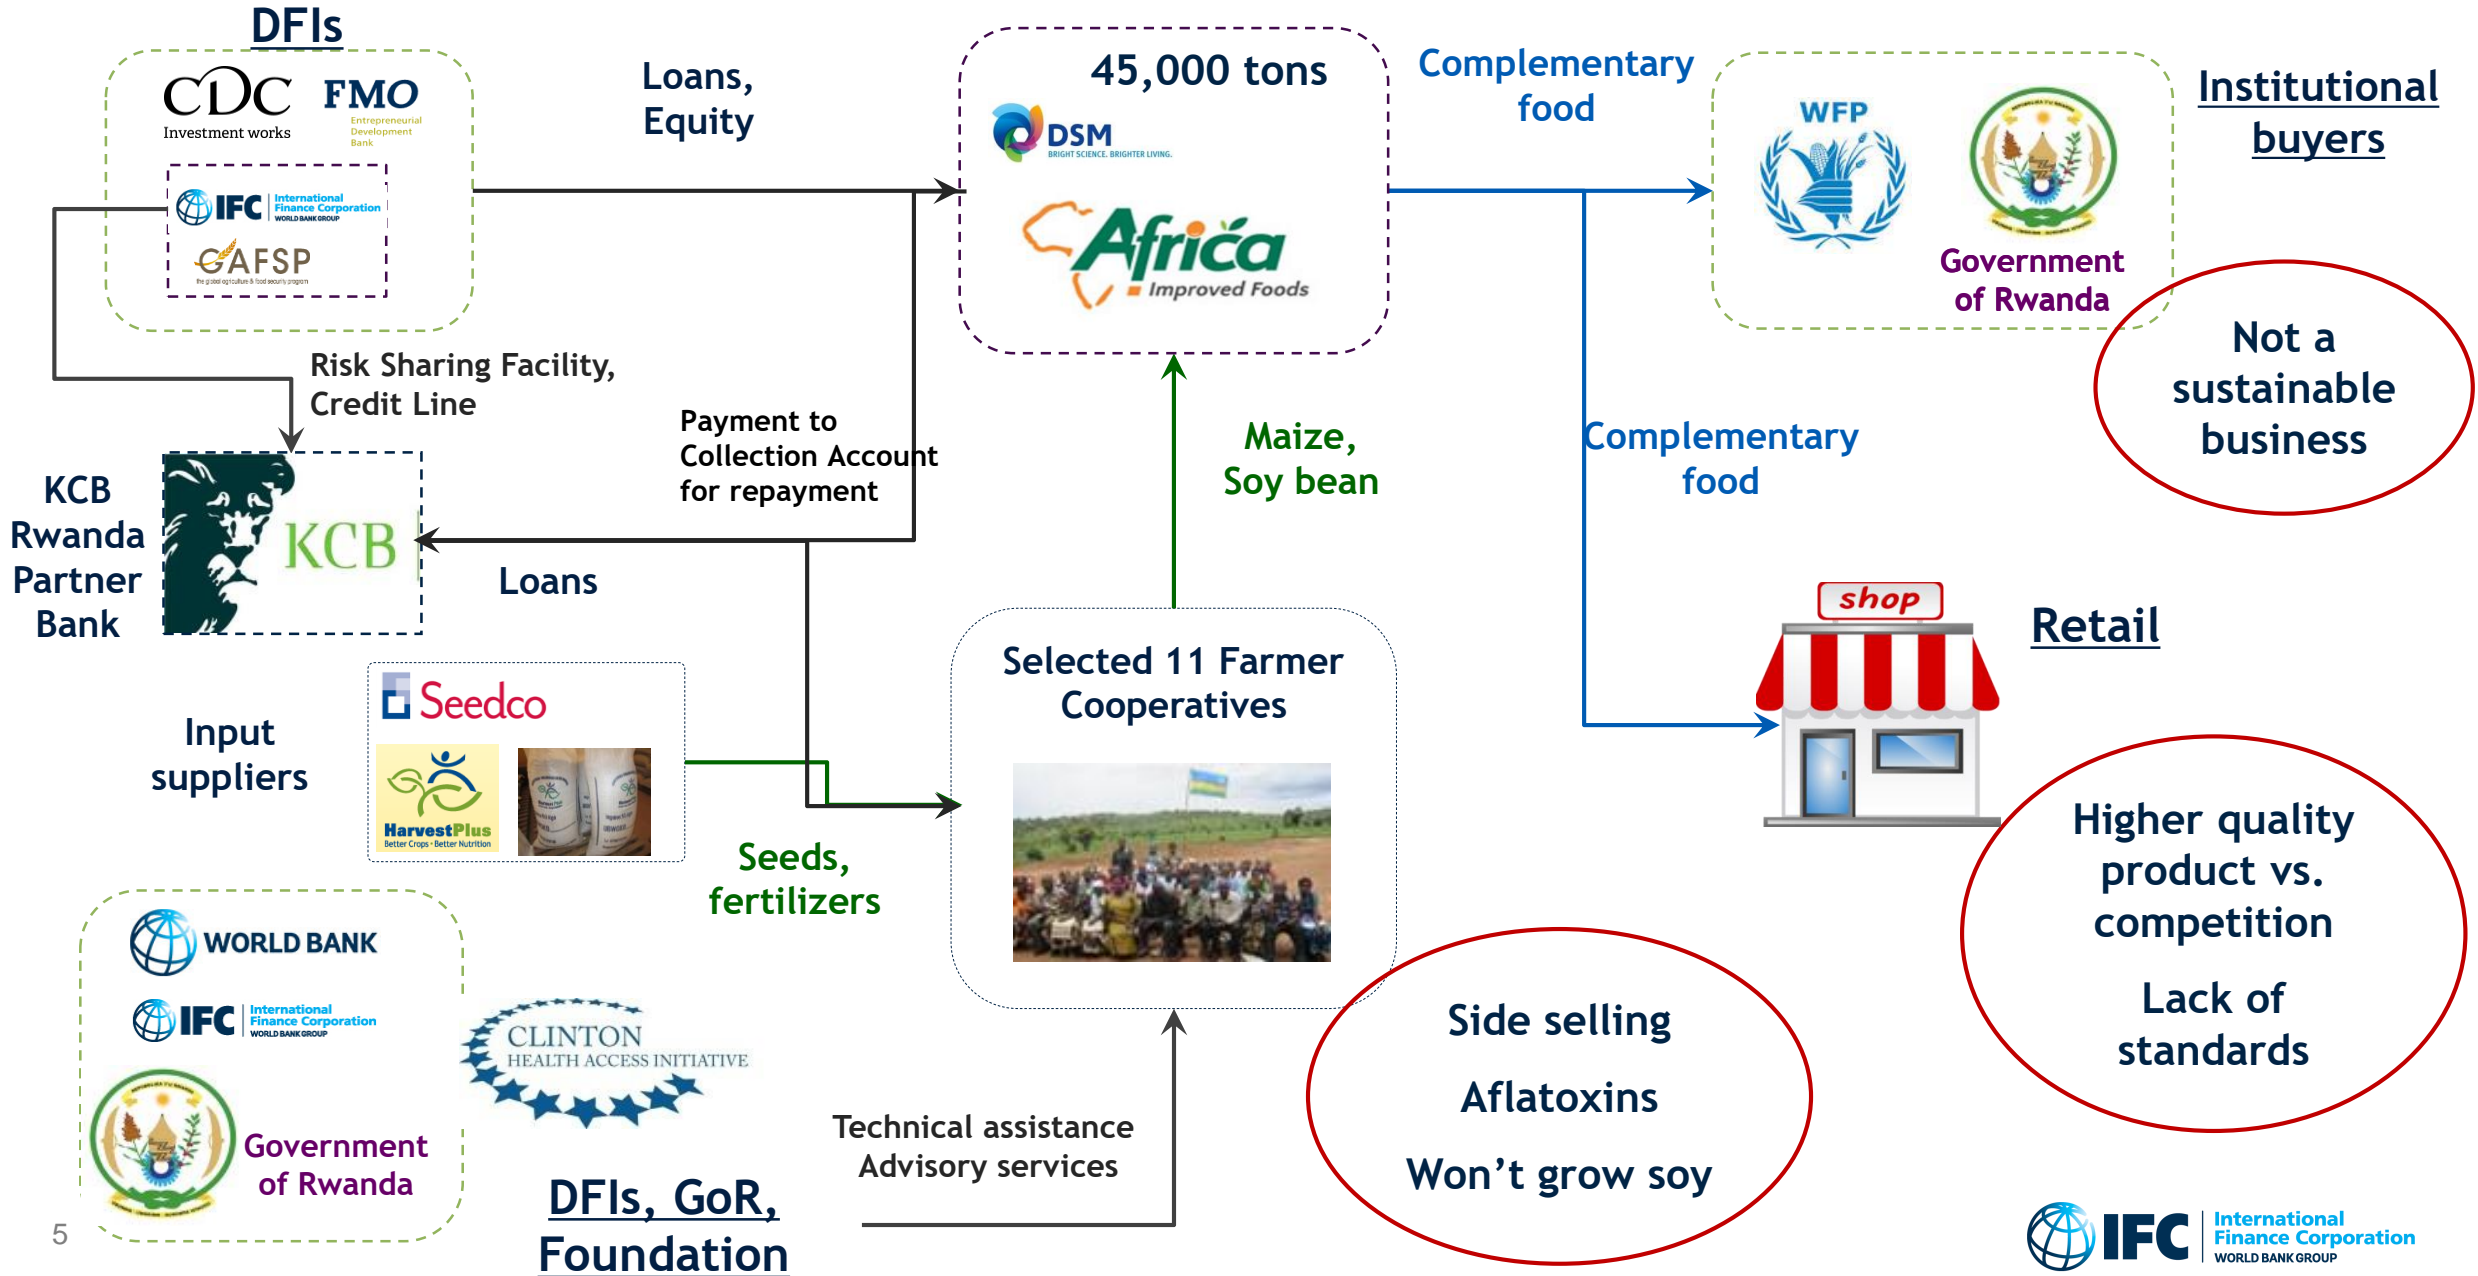 DFIs
CDC
Investment works
FMO
Entrepreneurial
Development
Bank
IFC
International
Finance Corporation
WORLD BANK GROUP
GAFSP
the global agriculture & food security program
Loans,
Equity
45,000 tons
DSM
BRIGHT SCIENCE. BRIGHTER LIVING.
Africa
Improved Foods
Complementary
food
WFP
Government
of Rwanda
Institutional
buyers
Not a
sustainable
business
Risk Sharing Facility,
Credit Line
Payment to
Collection Account
for repayment
Maize,
Soy bean
Complementary
food
KCB
Rwanda
Partner
Bank
KCB
Loans
shop
Retail
Input
suppliers
Seedco
HarvestPlus
Better Crops • Better Nutrition
Seeds,
fertilizers
Selected 11 Farmer
Cooperatives
Higher quality
product vs.
competition
Lack of
standards
WORLD BANK
IFC
International
Finance Corporation
WORLD BANK GROUP
Government
of Rwanda
CLINTON
HEALTH ACCESS INITIATIVE
DFIs, GoR,
Foundation
Technical assistance
Advisory services
Side selling
Aflatoxins
Won’t grow soy
5
IFC
International
Finance Corporation
WORLD BANK GROUP